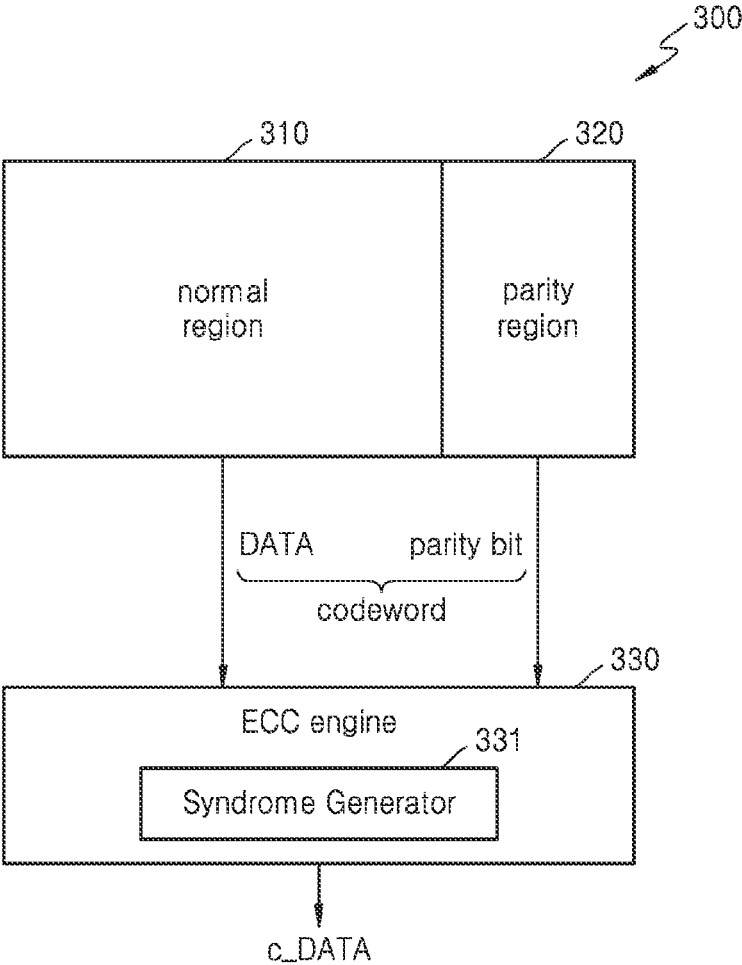 300
310
320
normal
region
parity
region
DATA
parity bit
codeword
330
ECC engine
331
Syndrome Generator
c_DATA